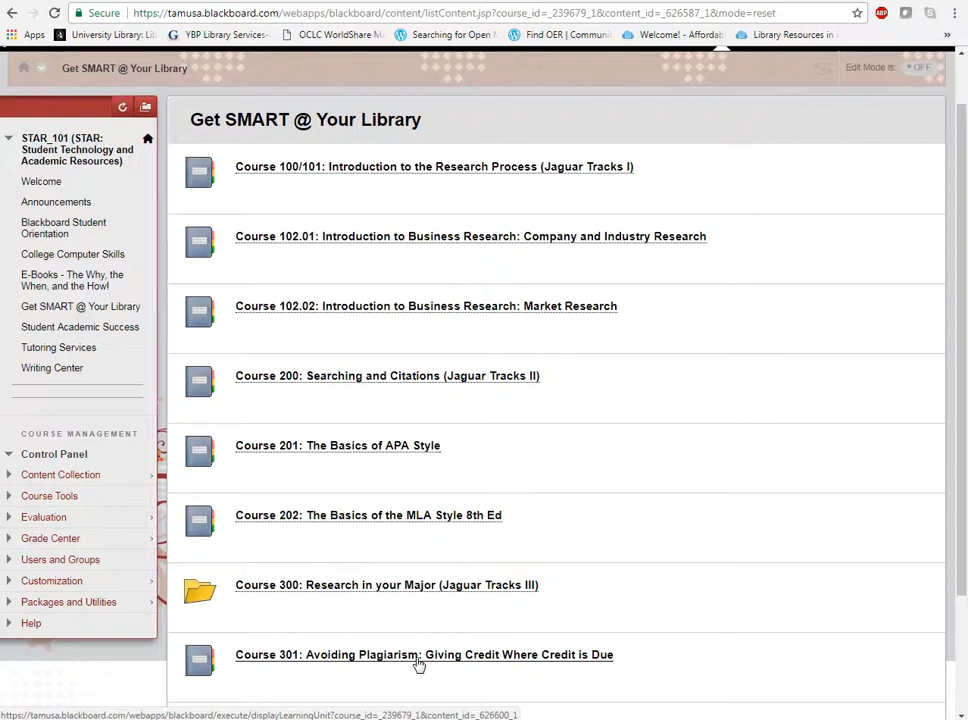 Secure https://tamusa.blackboard.com/webapps/blackboard/content/listContent.jsp?course_id=_239679_1&content_id=_626587_1&mode=reset
Apps University Library: Lib YBP Library Services- OCLC WorldShare M Searching for Open Find OER | Communi Welcome! – Affordab Library Resources in
Get SMART @ Your Library Edit Mode is: OFF
STAR_101 (STAR:
Student Technology and
Academic Resources)
Welcome
Announcements
Blackboard Student
Orientation
College Computer Skills
E-Books - The Why, the
When, and the How!
Get SMART @ Your Library
Student Academic Success
Tutoring Services
Writing Center
COURSE MANAGEMENT
Control Panel
Content Collection
Course Tools
Evaluation
Grade Center
Users and Groups
Customization
Packages and Utilities
Help
Get SMART @ Your Library
Course 100/101: Introduction to the Research Process (Jaguar Tracks I)
Course 102.01: Introduction to Business Research: Company and Industry Research
Course 102.02: Introduction to Business Research: Market Research
Course 200: Searching and Citations (Jaguar Tracks II)
Course 201: The Basics of APA Style
Course 202: The Basics of the MLA Style 8th Ed
Course 300: Research in your Major (Jaguar Tracks III)
Course 301: Avoiding Plagiarism: Giving Credit Where Credit is Due
https://tamusa.blackboard.com/webapps/blackboard/execute/displayLearningUnit?course_id=_239679_1&content_id=_626600_1